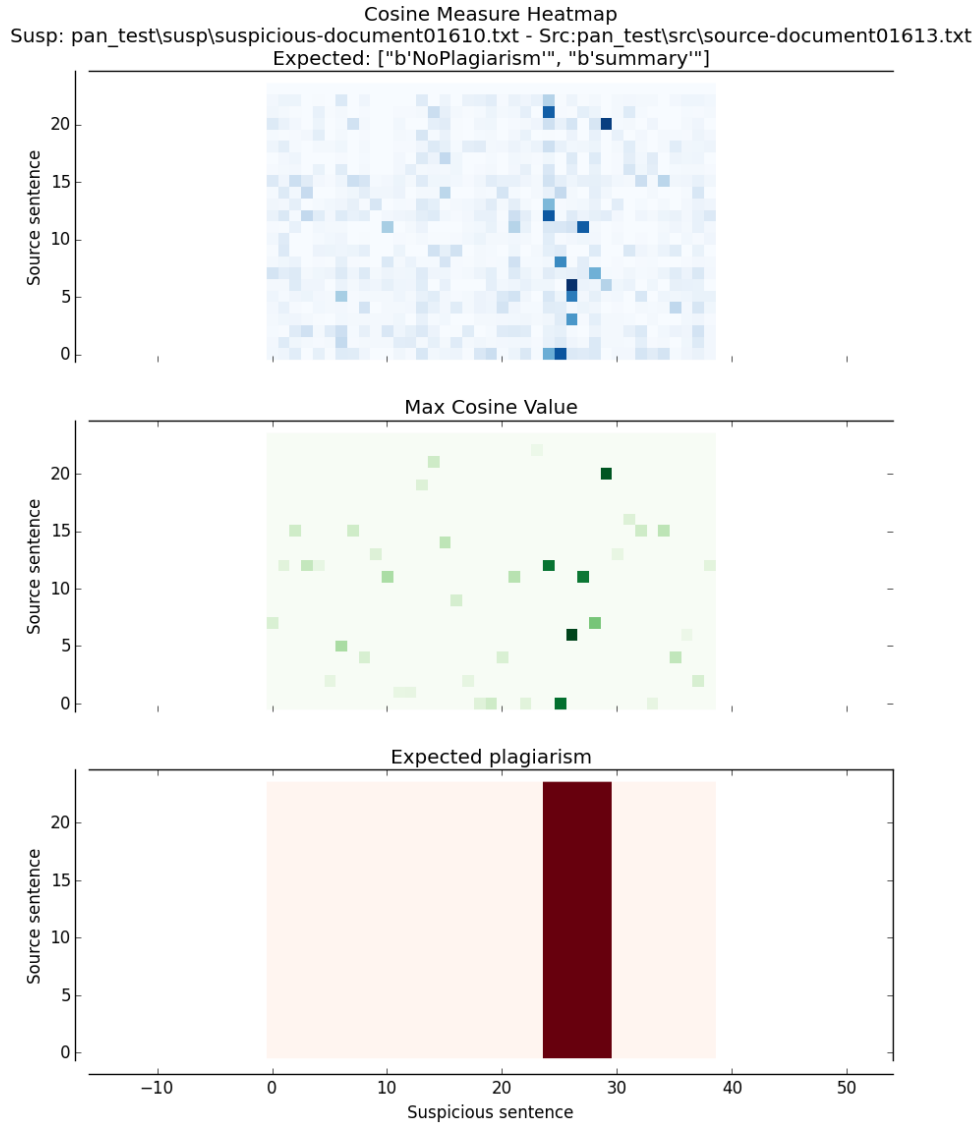 Cosine Measure Heatmap
Susp: pan_test\susp\suspicious-document01610.txt - Src:pan_test\src\source-document01613.txt
Expected: ["b'NoPlagiarism'", "b'summary'"]
20
15
10
5
0
Source sentence
Max Cosine Value
20
15
10
5
0
Source sentence
Expected plagiarism
20
15
10
5
0
Source sentence
−10 0 10 20 30 40 50
Suspicious sentence